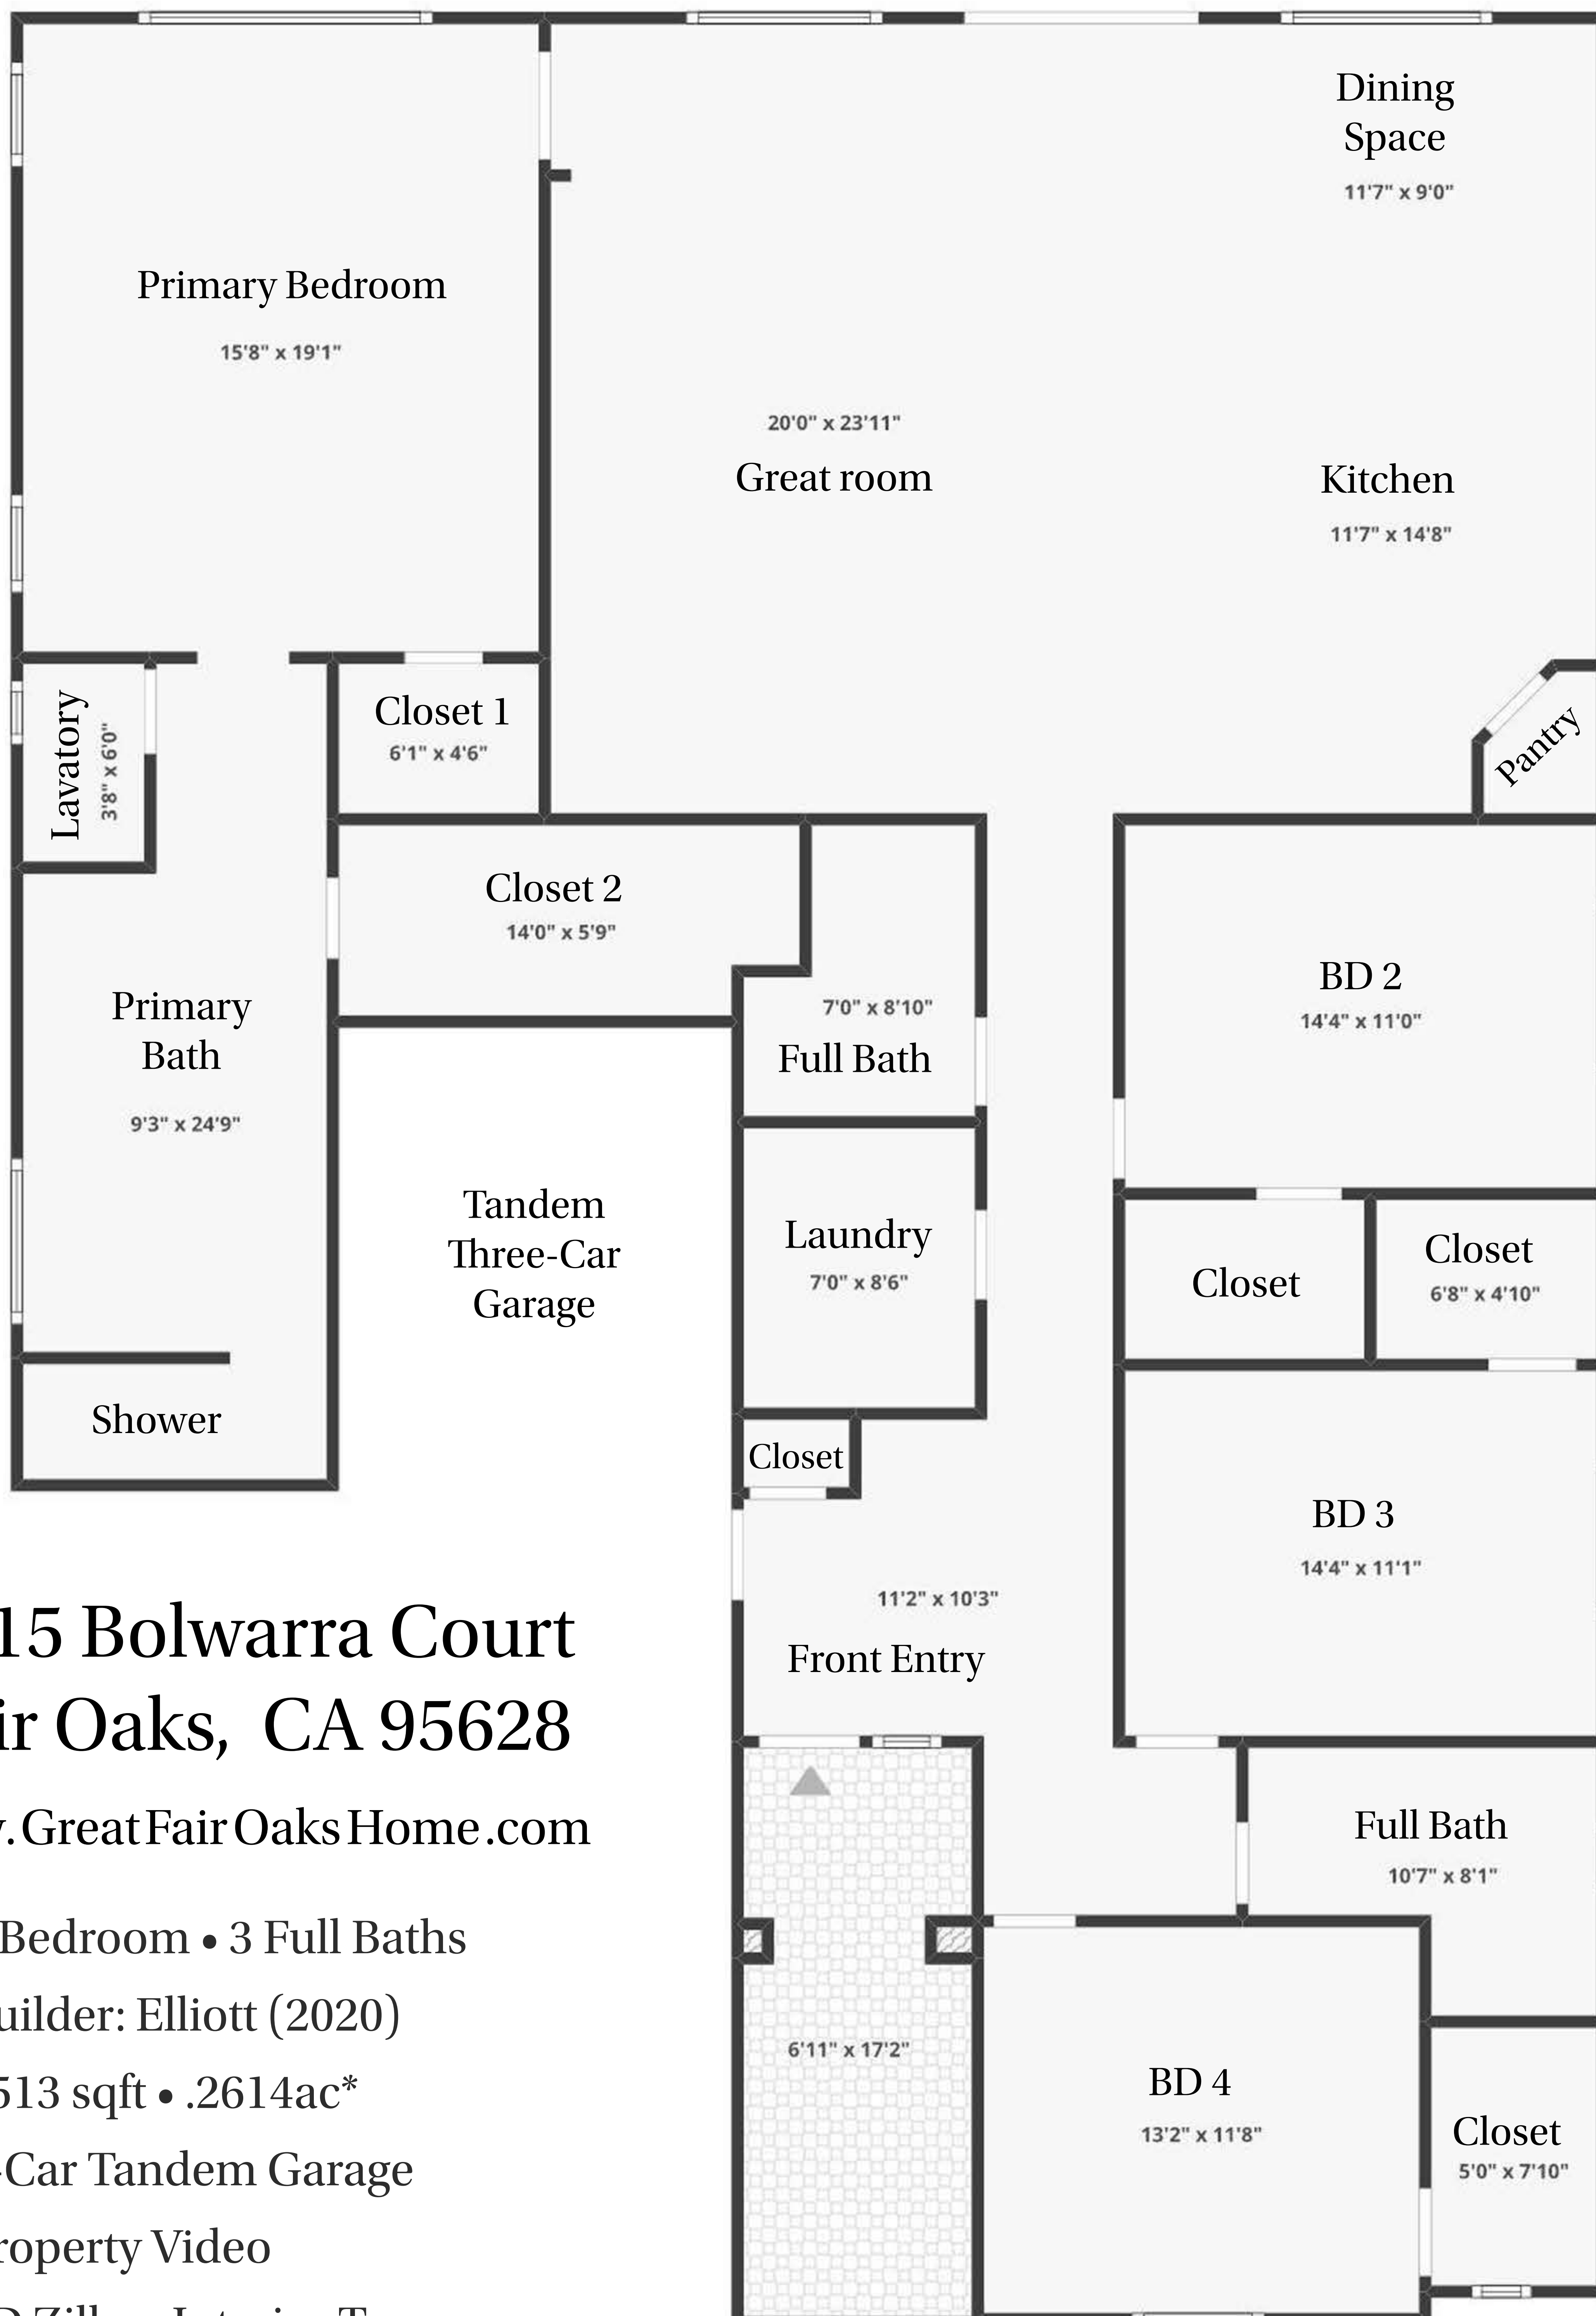 Dining
Space
11'7" x 9'0"
Primary Bedroom
15'8" x 19'1"
20'0" x 23'11"
Great room
Kitchen
11'7" x 14'8"
Lavatory
3'8" x 6'0"
Closet 1
6'1" x 4'6"
Pantry
Closet 2
14'0" x 5'9"
7'0" x 8'10"
Full Bath
BD 2
14'4" x 11'0"
Primary
Bath
9'3" x 24'9"
Tandem
Three-Car
Garage
Laundry
7'0" x 8'6"
Closet
Closet
6'8" x 4'10"
Shower
Closet
BD 3
14'4" x 11'1"
11'2" x 10'3"
Front Entry
15 Bolwarra Court
ir Oaks, CA 95628
.GreatFairOaksHome.com
Full Bath
10'7" x 8'1"
Bedroom • 3 Full Baths
uilder: Elliott (2020)
513 sqft • .2614ac*
-Car Tandem Garage
roperty Video
6'11" x 17'2"
BD 4
13'2" x 11'8"
Closet
5'0" x 7'10"